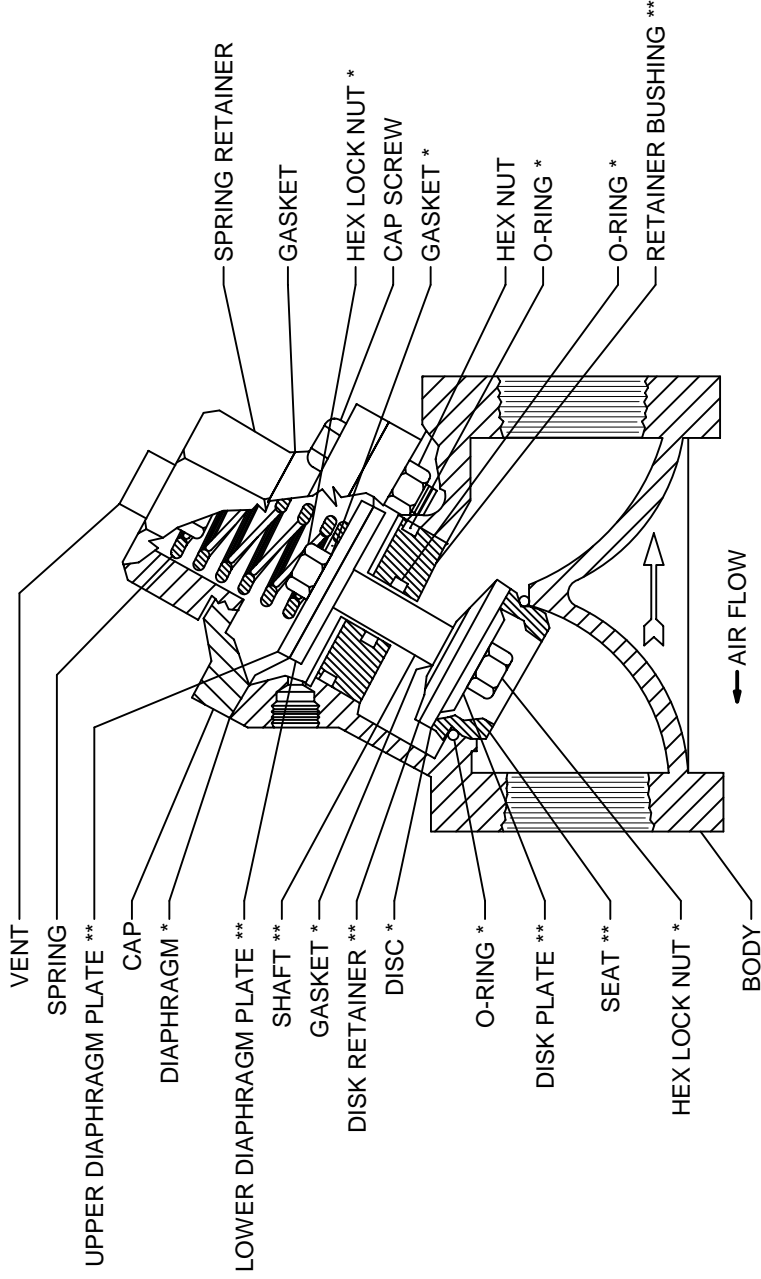 VENT
SPRING
UPPER DIAPHRAGM PLATE **
CAP
DIAPHRAGM *
LOWER DIAPHRAGM PLATE **
SHAFT **
GASKET *
DISK RETAINER **
DISC *
O-RING *
DISK PLATE **
SEAT **
HEX LOCK NUT *
BODY
SPRING RETAINER
GASKET
HEX LOCK NUT *
CAP SCREW
GASKET *
HEX NUT
O-RING *
O-RING *
RETAINER BUSHING **
AIR FLOW